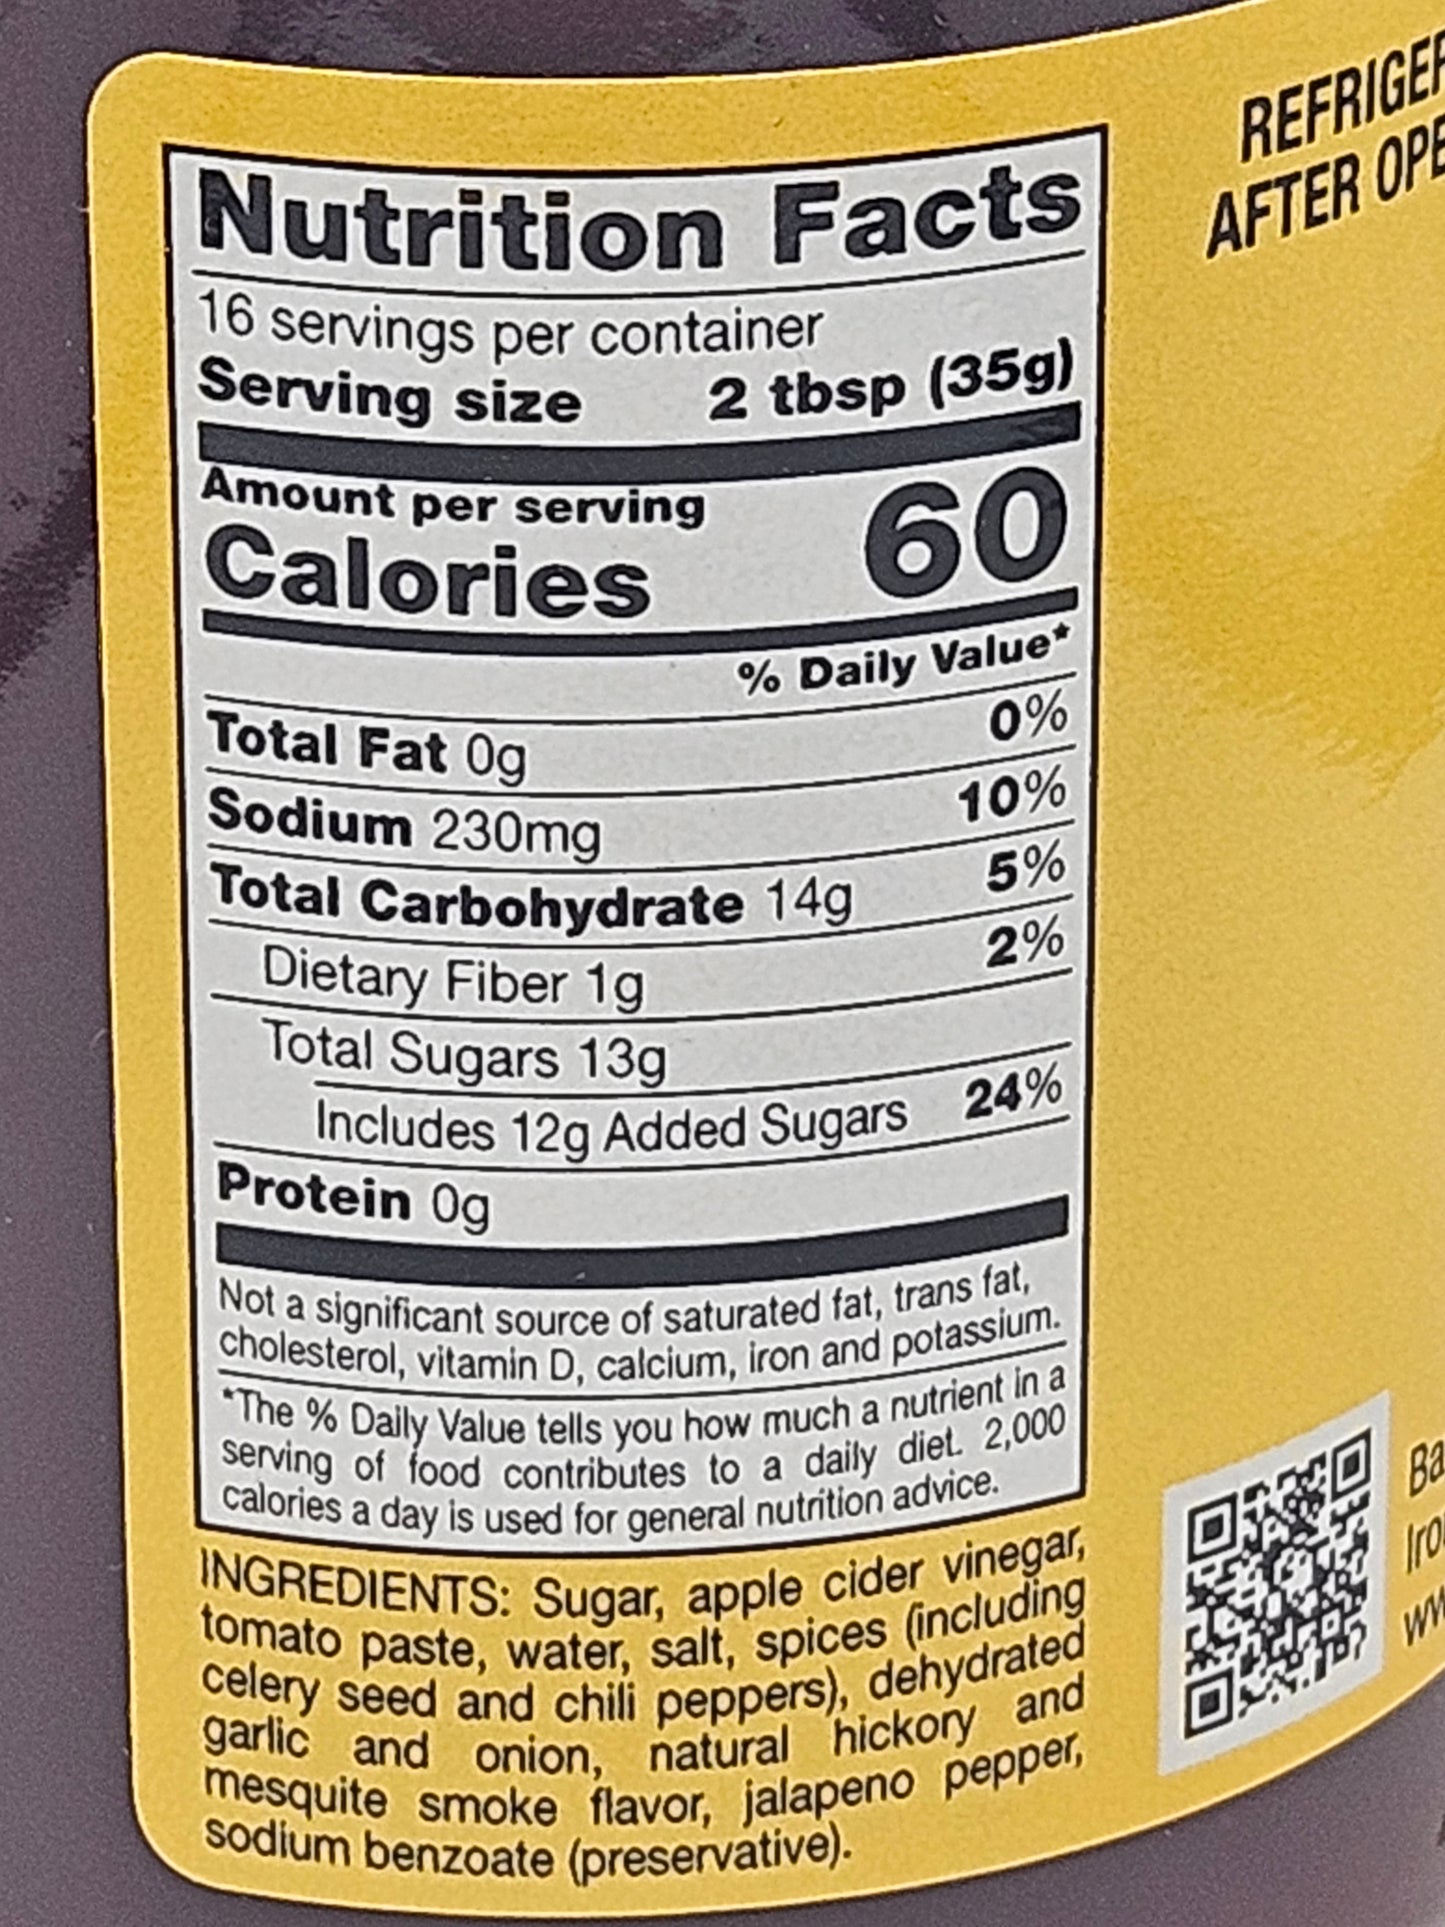 Nutrition Facts
16 servings per container
Serving size 2 tbsp (35g)
Amount per serving
Calories 60
% Daily Value*
Total Fat 0g 0%
Sodium 230mg 10%
Total Carbohydrate 14g 5%
Dietary Fiber 1g 2%
Total Sugars 13g
Includes 12g Added Sugars 24%
Protein 0g
Not a significant source of saturated fat, trans fat,
cholesterol, vitamin D, calcium, iron and potassium.
*The % Daily Value tells you how much a nutrient in a
serving of food contributes to a daily diet. 2,000
calories a day is used for general nutrition advice.
INGREDIENTS: Sugar, apple cider vinegar,
tomato paste, water, salt, spices (including
celery seed and chili peppers), dehydrated
garlic and onion, natural hickory and
mesquite smoke flavor, jalapeno pepper,
sodium benzoate (preservative).
AFTER